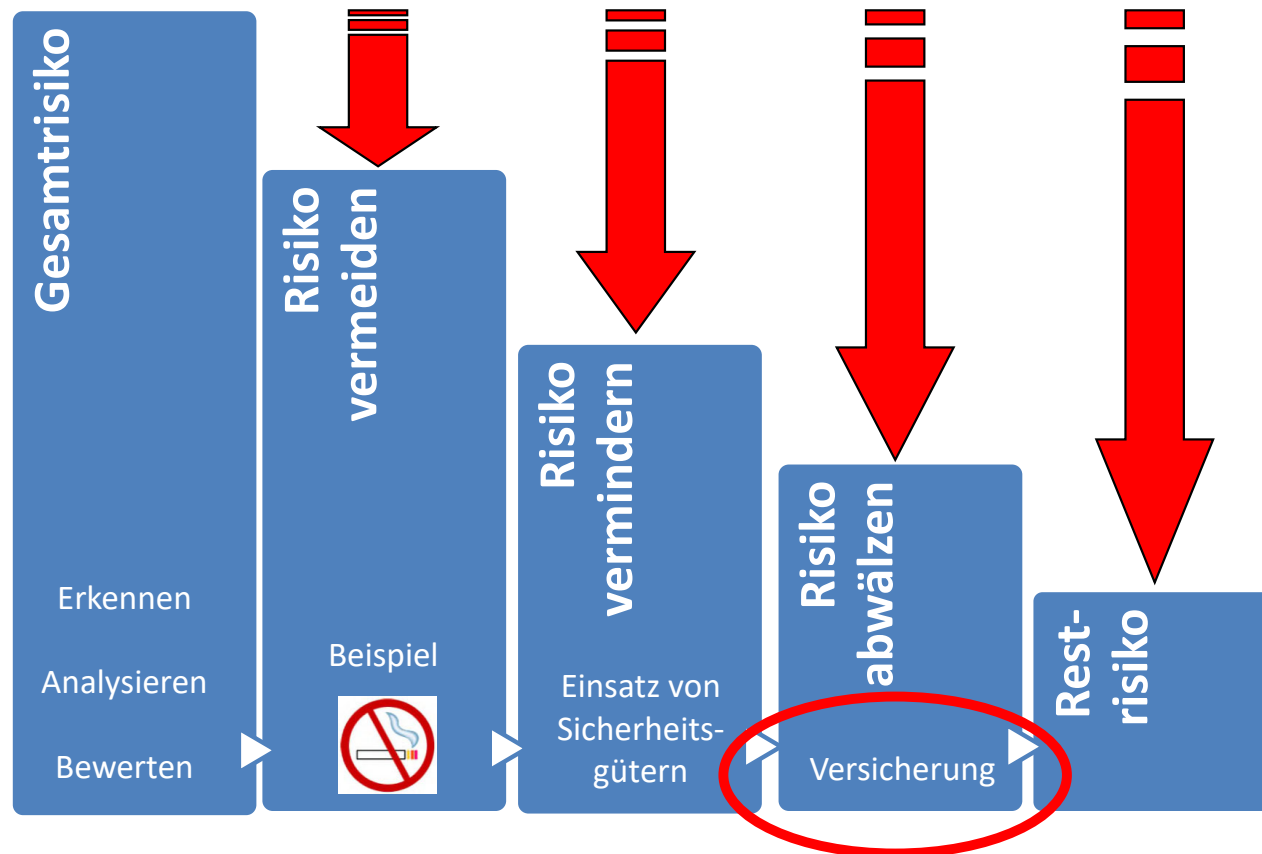 Gesamtrisiko
Erkennen
Analysieren
Bewerten
Risiko
vermeiden
Beispiel
Risiko
vermindern
Einsatz von
Sicherheits-
gütern
Risiko
abwälzen
Versicherung
Rest-
risiko